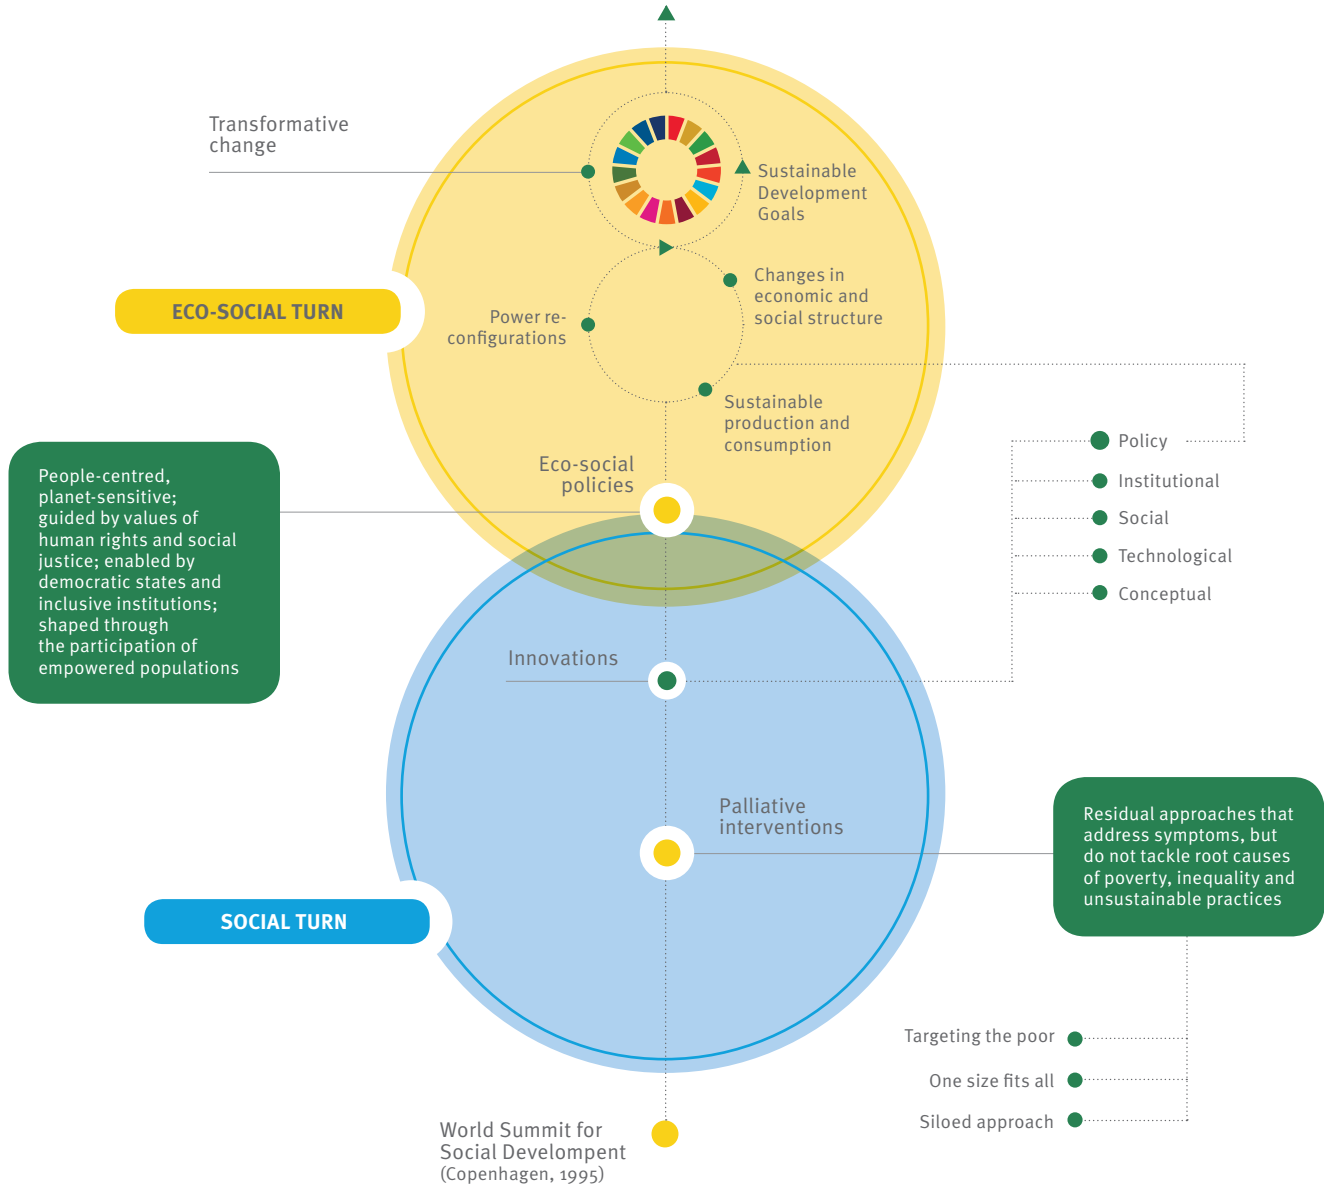 Transformative
change
Sustainable
Development
Goals
ECO-SOCIAL TURN
Changes in
economic and
social structure
Power re-
configurations
Sustainable
production and
consumption
Eco-social
policies
People-centred,
planet-sensitive;
guided by values of
human rights and social
justice; enabled by
democratic states and
inclusive institutions;
shaped through
the participation of
empowered populations
Policy
Institutional
Social
Technological
Conceptual
Innovations
Palliative
interventions
Residual approaches that
address symptoms, but
do not tackle root causes
of poverty, inequality and
unsustainable practices
SOCIAL TURN
Targeting the poor
One size fits all
Siloed approach
World Summit for
Social Develompent
(Copenhagen, 1995)